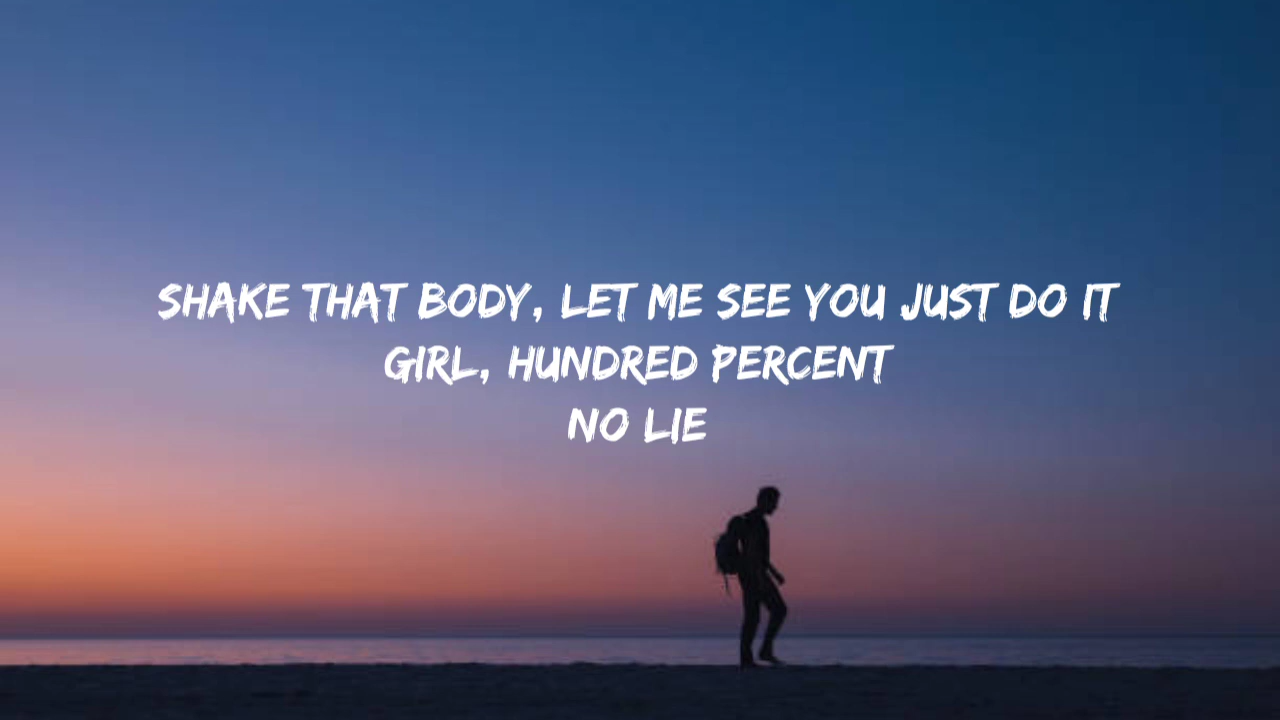 SHAKE THAT BODY, LET ME SEE YOU JUST DO IT
GIRL, HUNDRED PERCENT
NO LIE